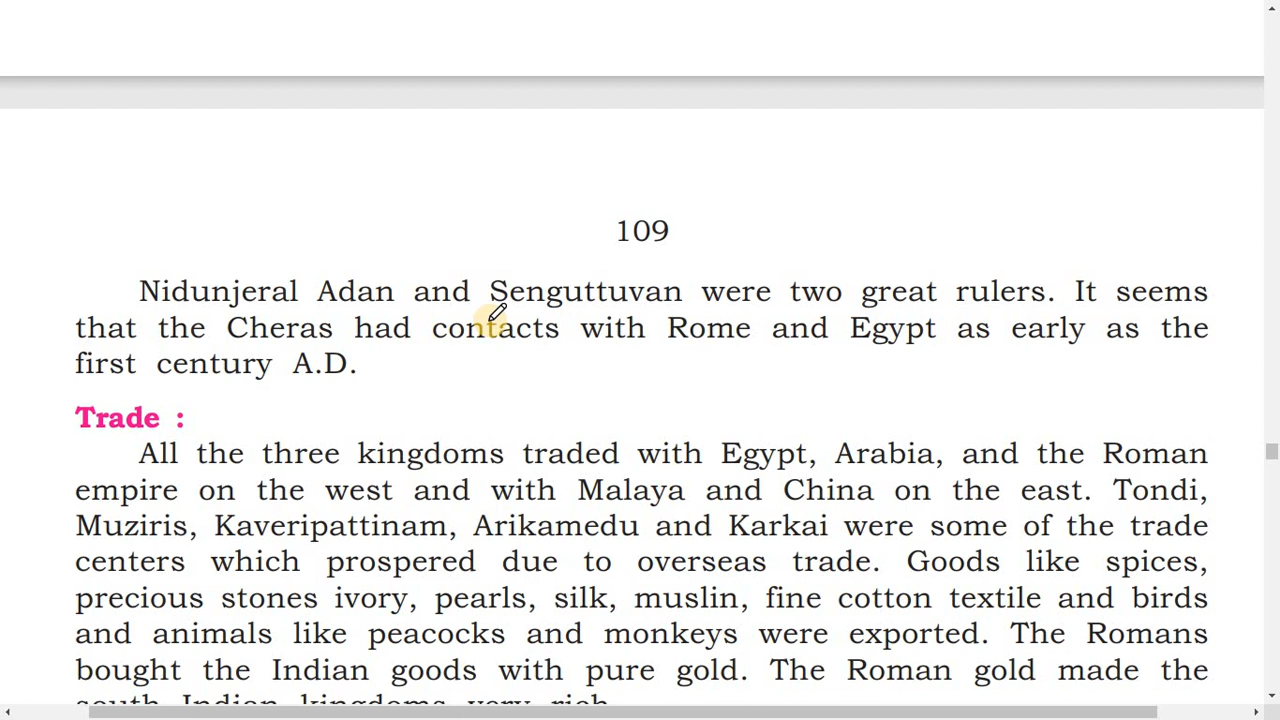 109
Nidunjeral Adan and Senguttuvan were two great rulers. It seems
that the Cheras had contacts with Rome and Egypt as early as the
first century A.D.
Trade :
All the three kingdoms traded with Egypt, Arabia, and the Roman
empire on the west and with Malaya and China on the east. Tondi,
Muziris, Kaveripattinam, Arikamedu and Karkai were some of the trade
centers which prospered due to overseas trade. Goods like spices,
precious stones ivory, pearls, silk, muslin, fine cotton textile and birds
and animals like peacocks and monkeys were exported. The Romans
bought the Indian goods with pure gold. The Roman gold made the
south Indian kingdoms very rich.